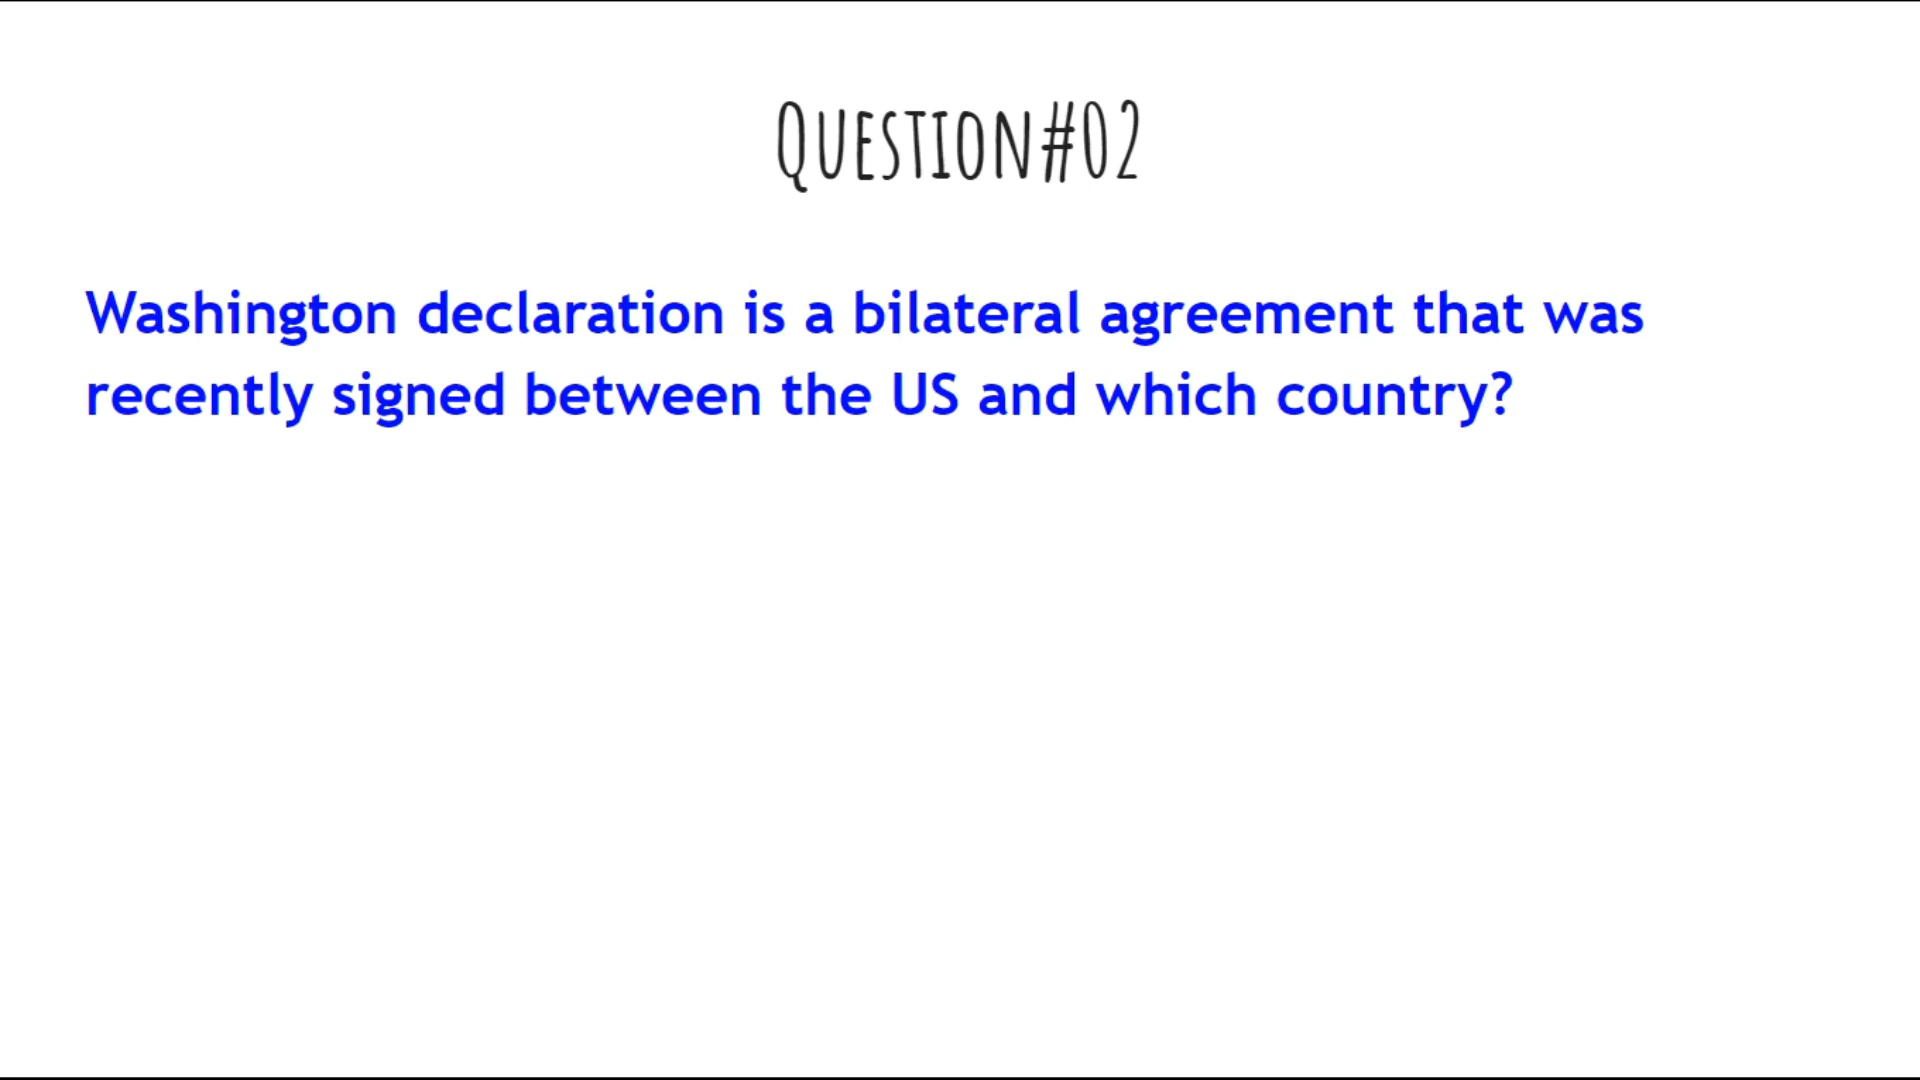 Question#02
Washington declaration is a bilateral agreement that was
recently signed between the US and which country?